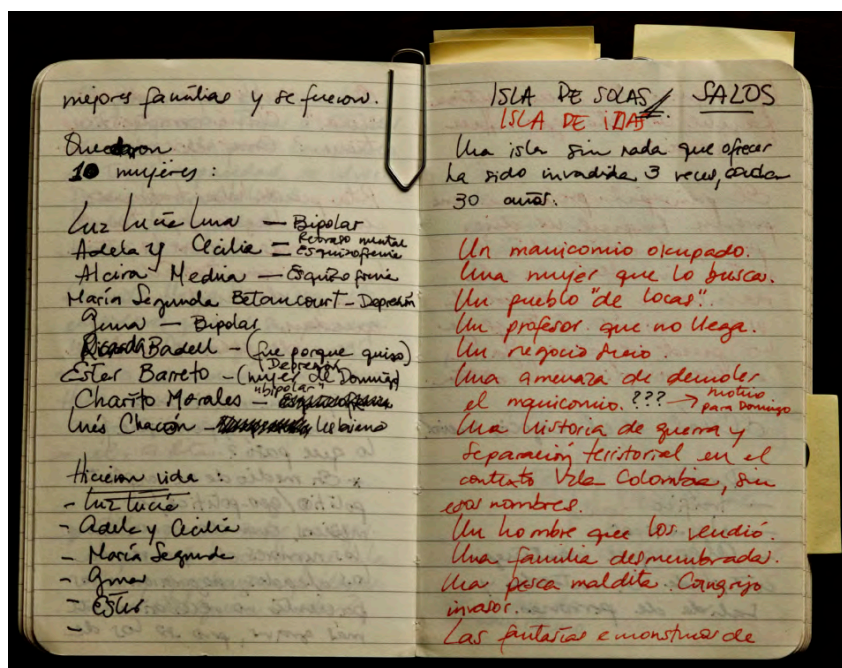 mejores familias y se fueron.
Quedaron
10 mujeres :
Luz Lucía Luna — Bipolar
Adela y Cecilia = Retraso mental
Esquizofrenia
Alcira Medina — Esquizofrenia
María Segunda Betancourt - Depresión
— Bipolar
Ricarda Badell - (fue porque quiso)
Depresión
Ester Barreto - (mujer de Domingo)
"bipolar"
Charito Morales -
Inés Chacón - lesbiana
Hicieron vida :
- Luz Lucía
- Adela y Cecilia
- María Segunda
-
- Ester
-
ISLA DE SOLAS // SALOS
ISLA DE IDAS
Una isla sin nada que ofrecer
ha sido invadida 3 veces, cada
30 años.
Un manicomio okupado.
Una mujer que lo busca.
Un pueblo "de locas".
Un profesor que no llega.
Un negocio sucio.
Una amenaza de demoler
el manicomio. ??? → motivo
para Domingo
Una historia de guerra y
separación territorial en el
contexto Vzla Colombia, sin
esos nombres.
Un hombre que los vendió.
Una familia desmembrada.
Una pesca maldita. Cangrejo
invasor.
Las fantasías e monstruos de